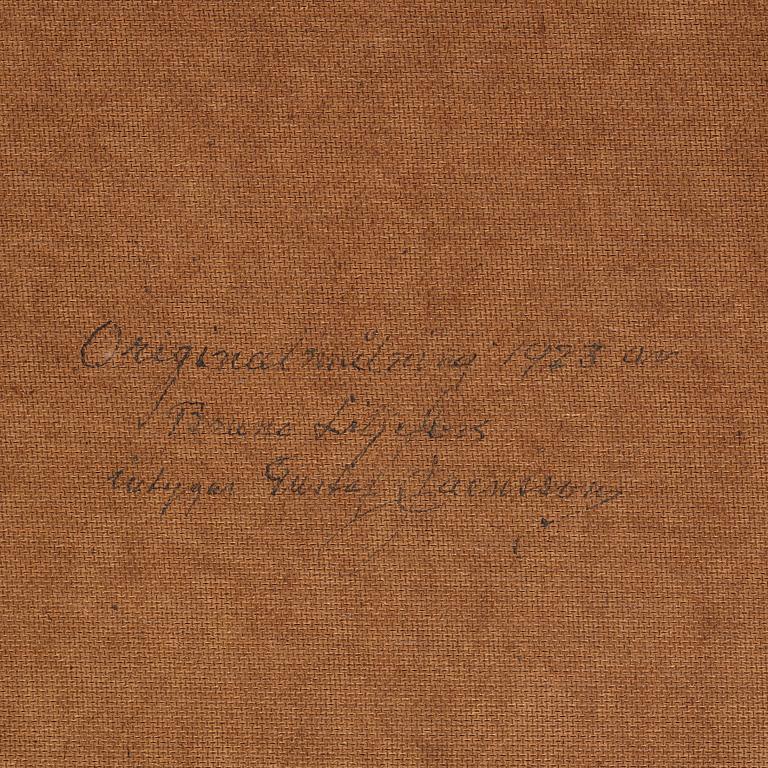 Originalmålning 1923 av
Bruno Liljefors
intygar Gustaf